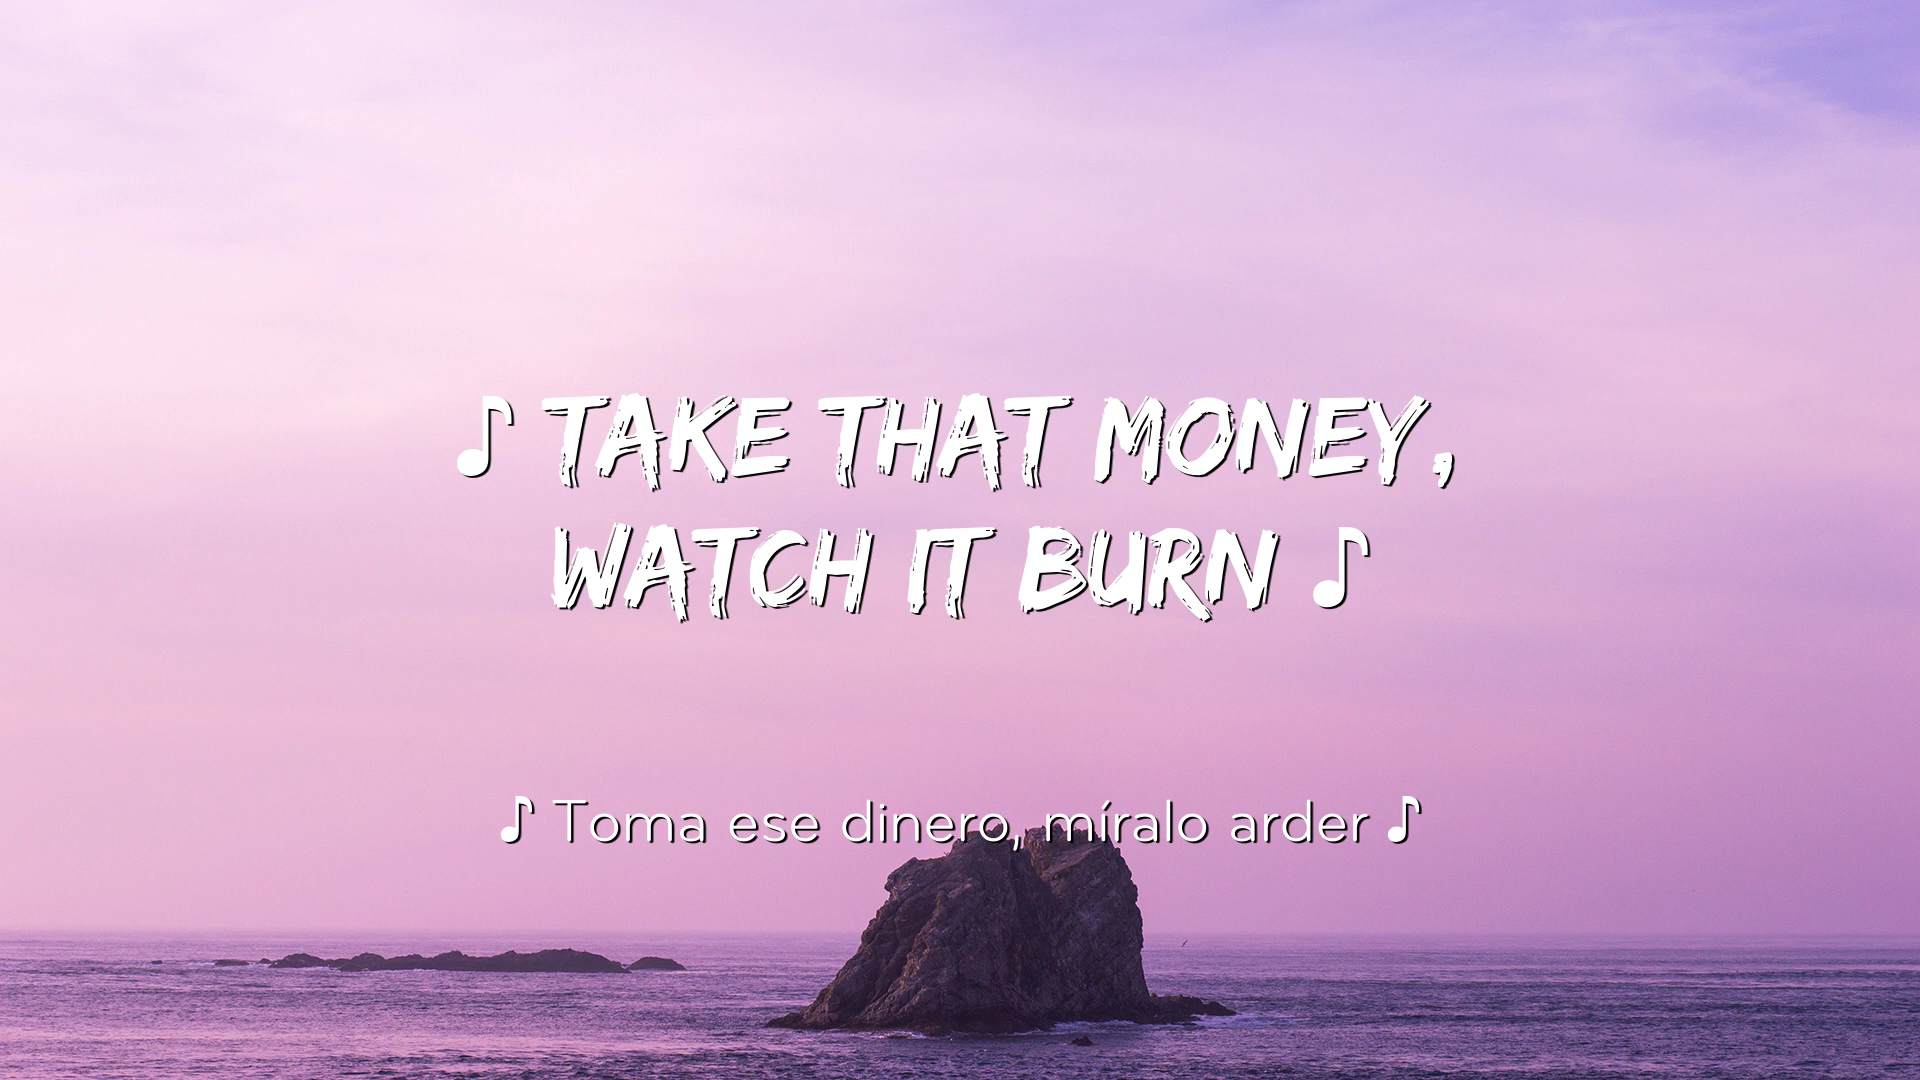 ♪ TAKE THAT MONEY,
WATCH IT BURN ♪
♪ Toma ese dinero, míralo arder ♪